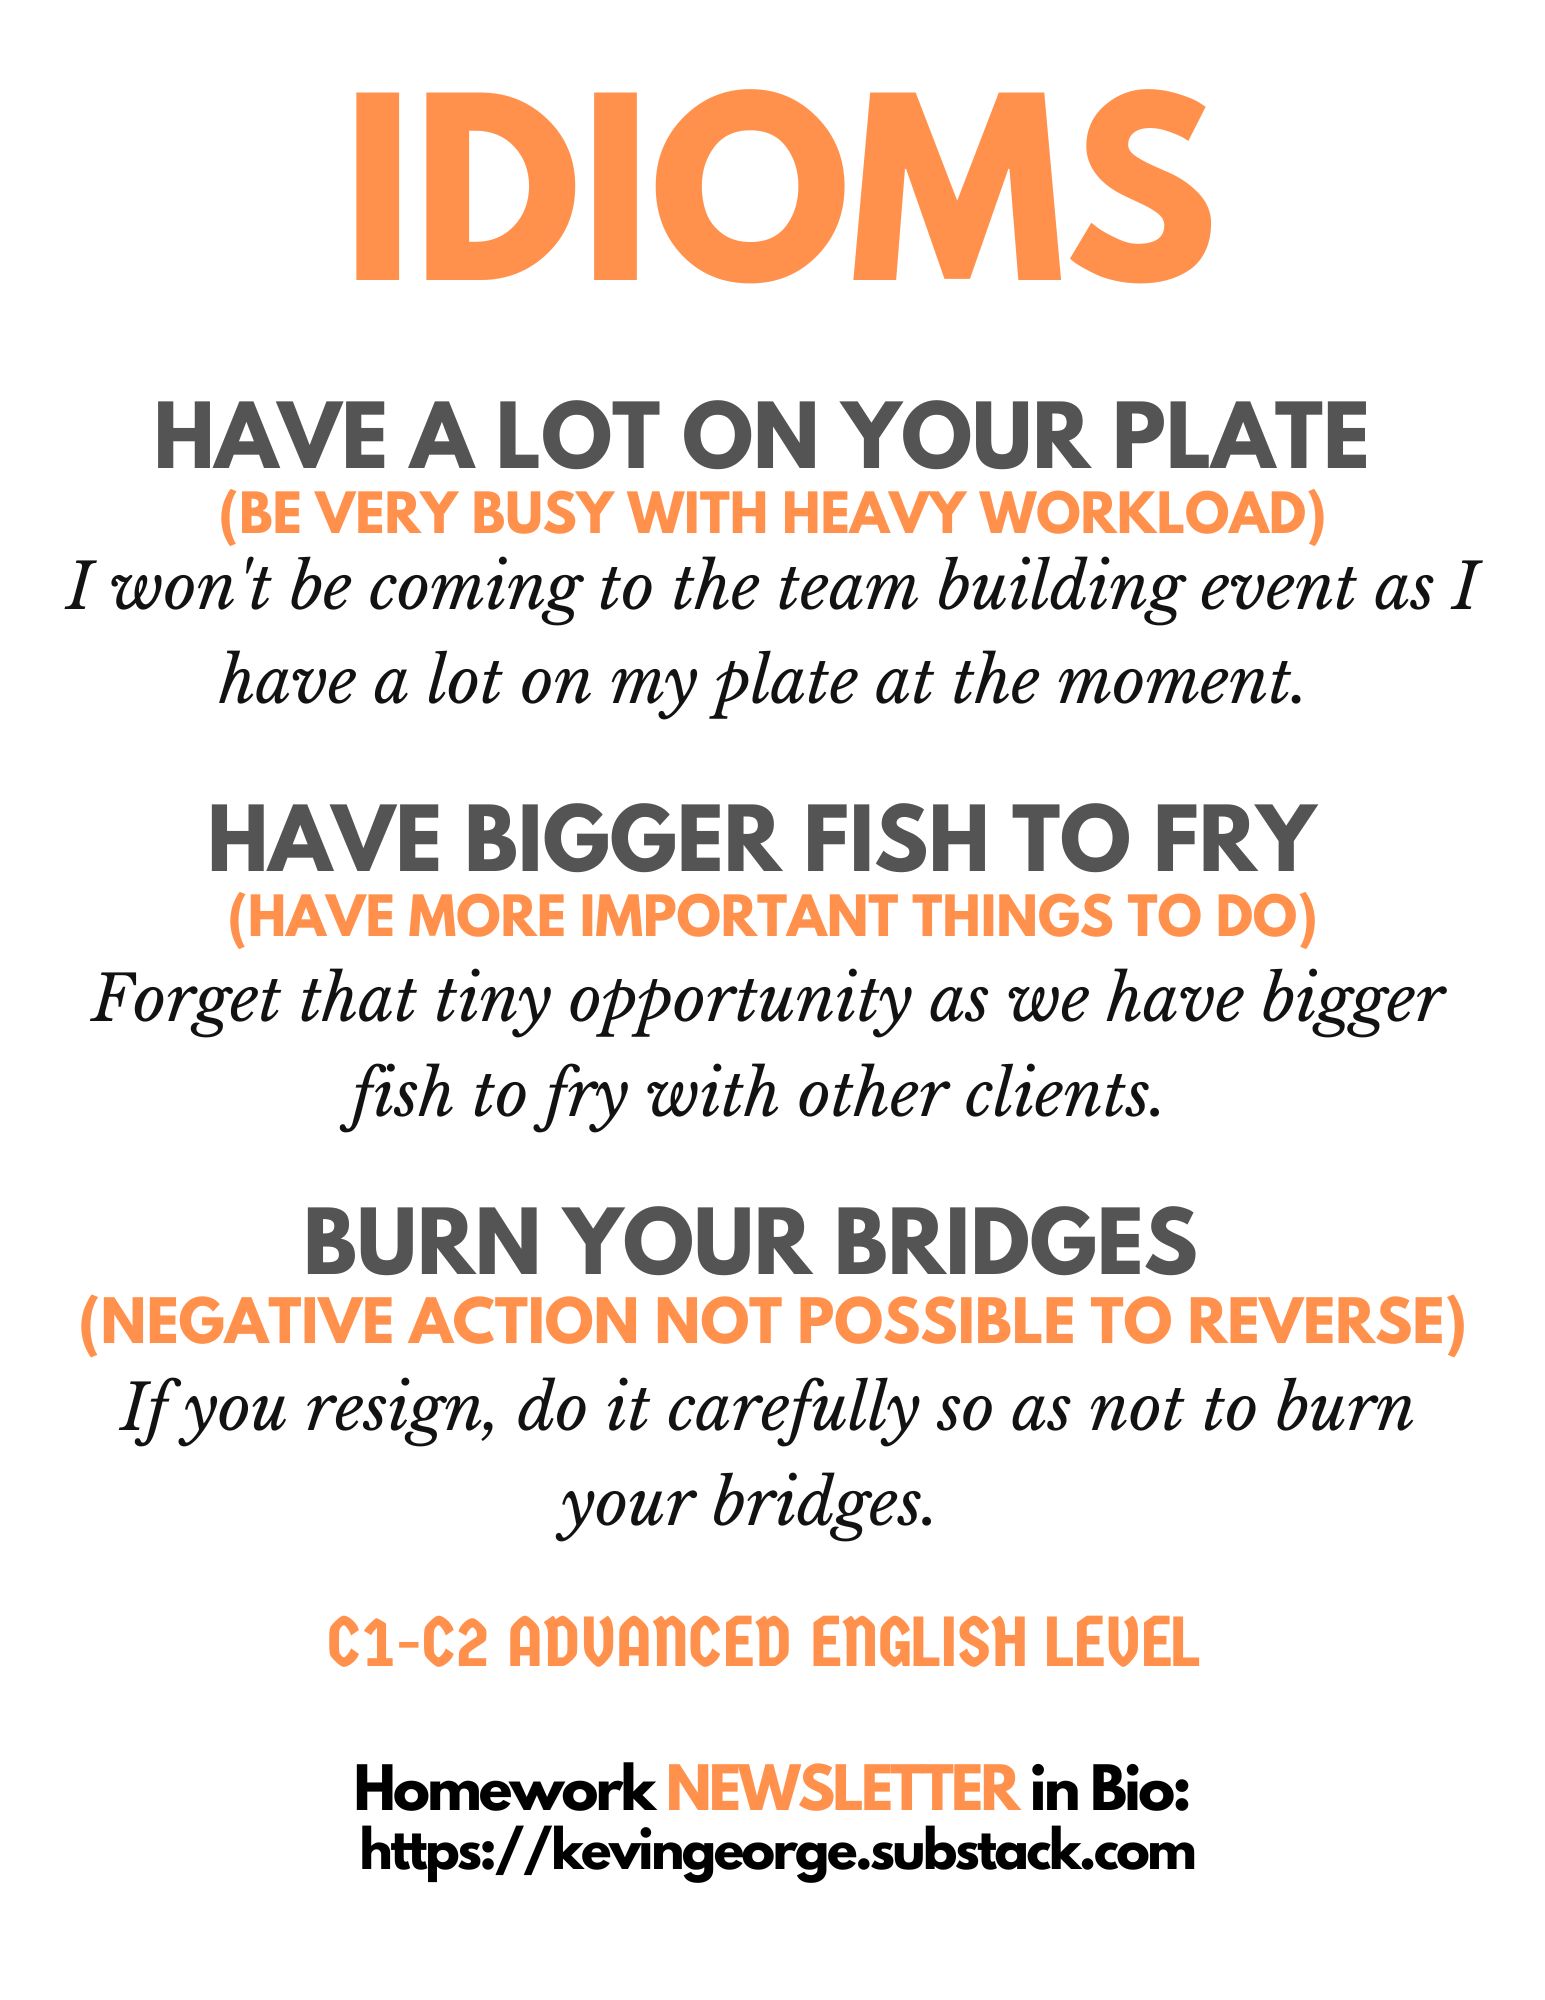 IDIOMS
HAVE A LOT ON YOUR PLATE
(BE VERY BUSY WITH HEAVY WORKLOAD)
I won't be coming to the team building event as I
have a lot on my plate at the moment.
HAVE BIGGER FISH TO FRY
(HAVE MORE IMPORTANT THINGS TO DO)
Forget that tiny opportunity as we have bigger
fish to fry with other clients.
BURN YOUR BRIDGES
(NEGATIVE ACTION NOT POSSIBLE TO REVERSE)
If you resign, do it carefully so as not to burn
your bridges.
C1-C2 ADVANCED ENGLISH LEVEL
Homework NEWSLETTER in Bio:
https://kevingeorge.substack.com